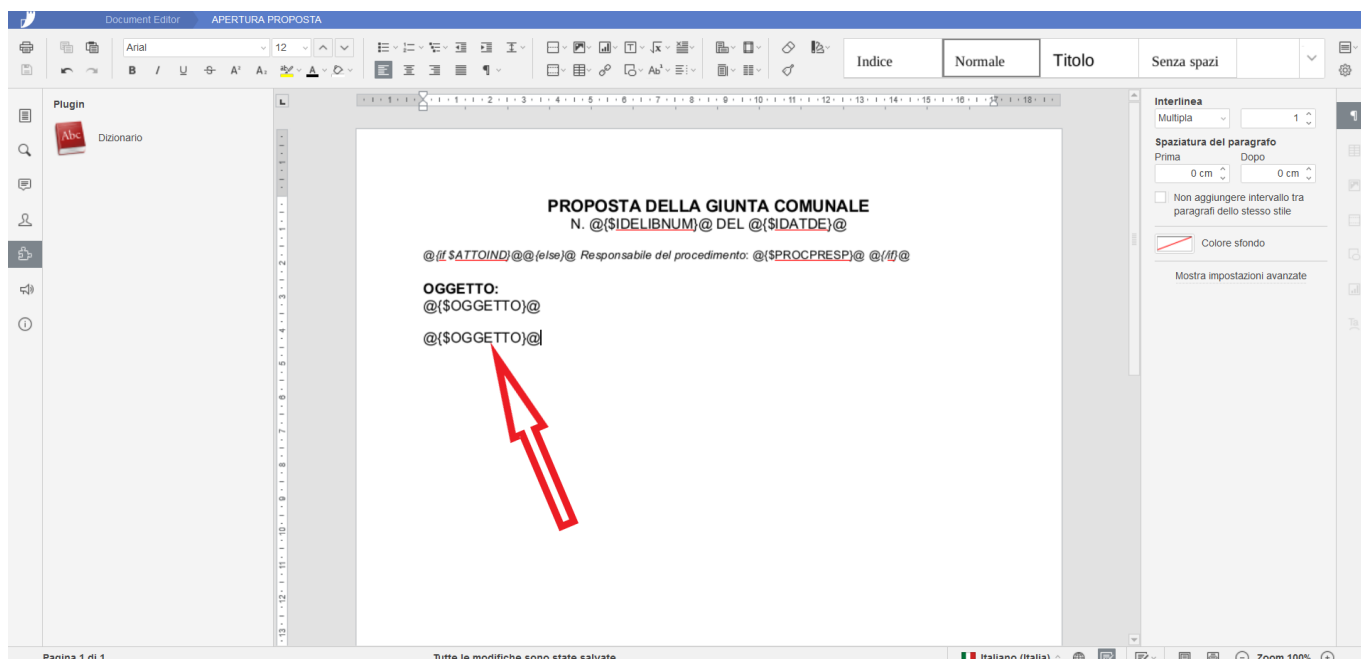 Document Editor APERTURA PROPOSTA
Arial 12
Indice Normale Titolo Senza spazi
Plugin
Dizionario
PROPOSTA DELLA GIUNTA COMUNALE
N. @{$IDELIBNUM}@ DEL @{$IDATDE}@
@{if $ATTOIND}@@{else}@ Responsabile del procedimento: @{$PROCPRESP}@ @{/if}@
OGGETTO:
@{$OGGETTO}@
@{$OGGETTO}@
Interlinea
Multipla 1
Spaziatura del paragrafo
Prima Dopo
0 cm 0 cm
Non aggiungere intervallo tra
paragrafi dello stesso stile
Colore sfondo
Mostra impostazioni avanzate
Pagina 1 di 1 Tutte le modifiche sono state salvate Italiano (Italia) Zoom 100%